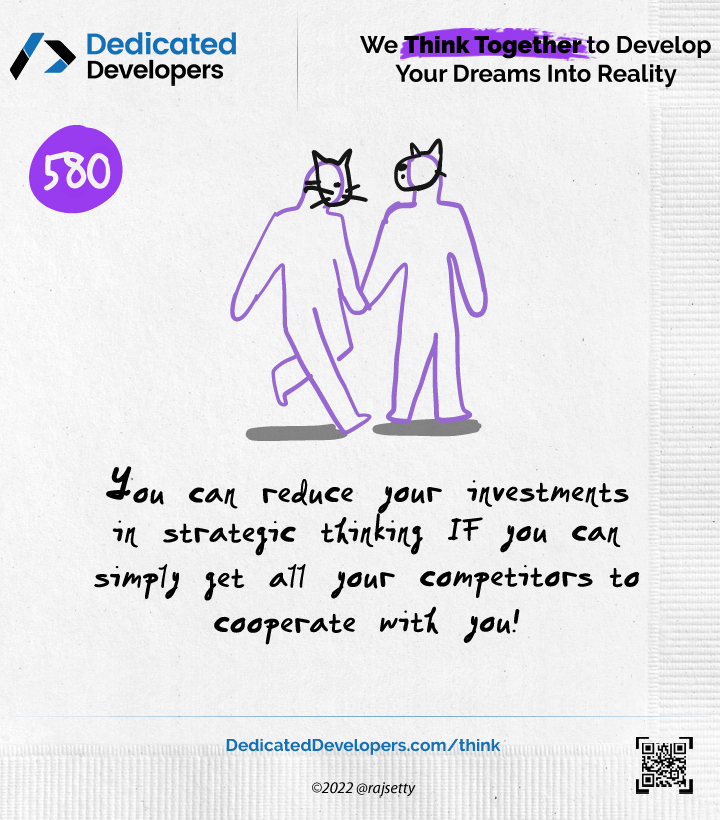 Dedicated
Developers
We Think Together to Develop
Your Dreams Into Reality
580
You can reduce your investments
in strategic thinking IF you can
simply get all your competitors to
cooperate with you!
DedicatedDevelopers.com/think
©2022 @rajsetty